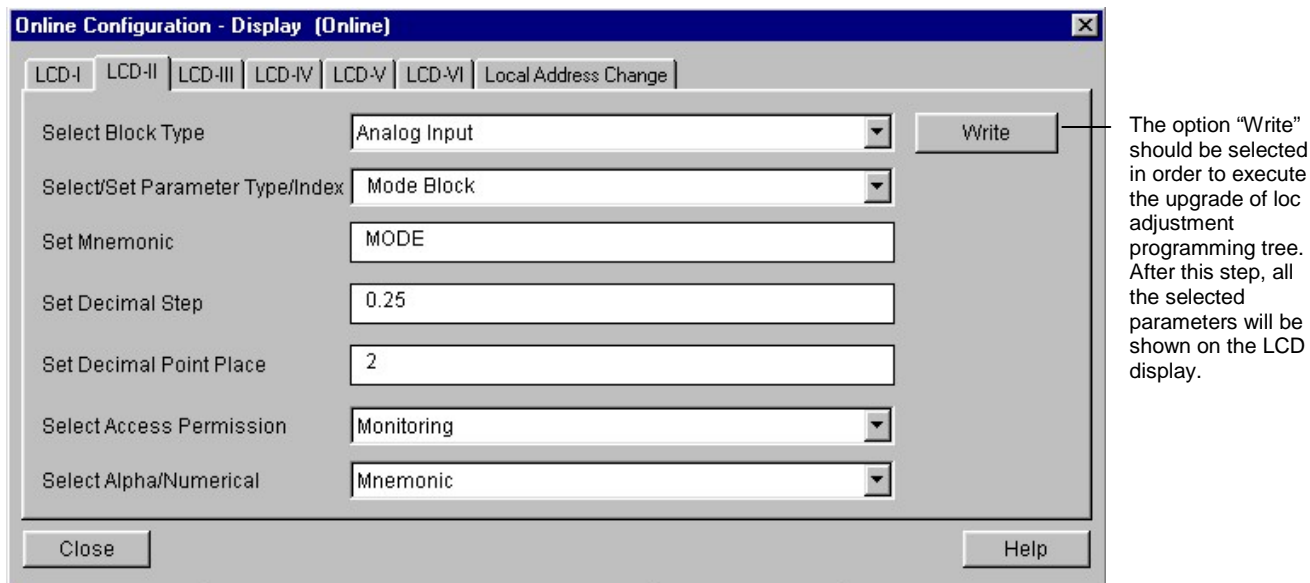 Online Configuration - Display (Online)
LCD-I LCD-II LCD-III LCD-IV LCD-V LCD-VI Local Address Change
Select Block Type Analog Input Write
Select/Set Parameter Type/Index Mode Block
Set Mnemonic MODE
Set Decimal Step 0.25
Set Decimal Point Place 2
Select Access Permission Monitoring
Select Alpha/Numerical Mnemonic
Close Help
The option “Write”
should be selected
in order to execute
the upgrade of loc
adjustment
programming tree.
After this step, all
the selected
parameters will be
shown on the LCD
display.